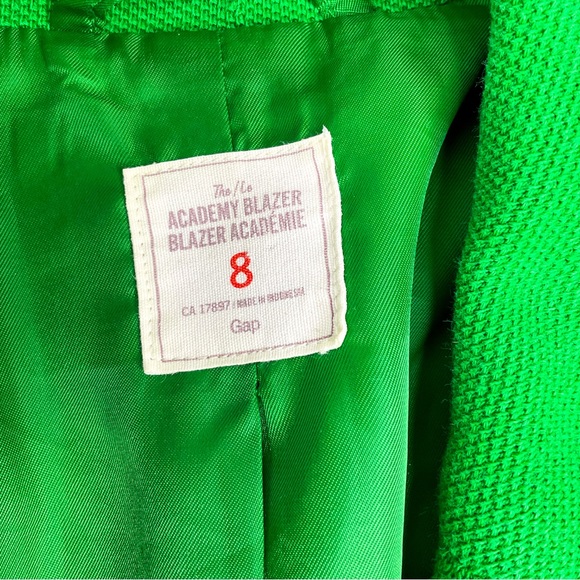 The/Le
ACADEMY BLAZER
BLAZER ACADÉMIE
8
CA 17897 / MADE IN INDONESIA
Gap